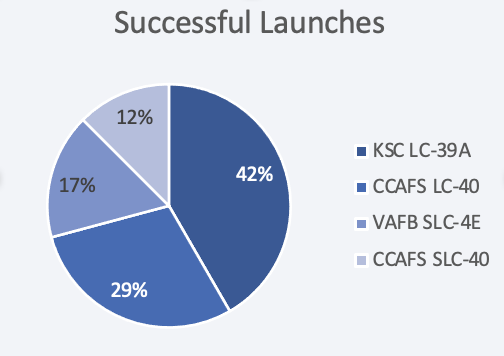 Successful Launches
12%
42%
17%
29%
KSC LC-39A
CCAFS LC-40
VAFB SLC-4E
CCAFS SLC-40